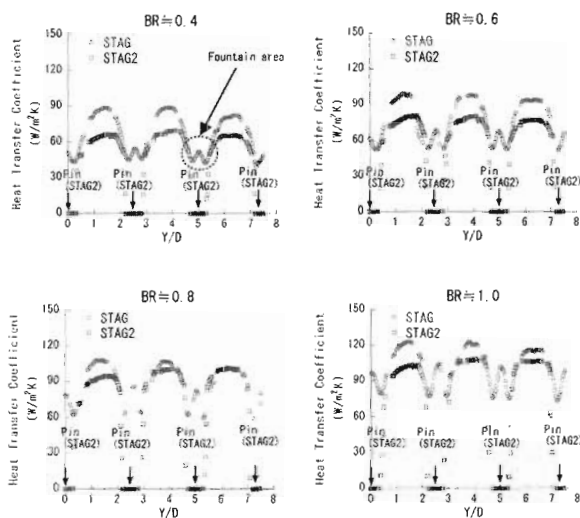 BR≒0.4
STAG
STAG2
Fountain area
Heat Transfer Coefficient
(W/m²K)
150
120
90
60
30
0
Pin
(STAG2)
Pin
(STAG2)
Pin
(STAG2)
Pin
(STAG2)
0 1 2 3 4 5 6 7 8
Y/D
BR≒0.6
STAG
STAG2
Heat Transfer Coefficient
(W/m²K)
150
120
90
60
30
0
Pin
(STAG2)
Pin
(STAG2)
Pin
(STAG2)
Pin
(STAG2)
0 1 2 3 4 5 6 7 8
Y/D
BR≒0.8
STAG
STAG2
Heat Transfer Coefficient
(W/m²K)
150
120
90
60
30
0
Pin
(STAG2)
Pin
(STAG2)
Pin
(STAG2)
Pin
(STAG2)
0 1 2 3 4 5 6 7 8
Y/D
BR≒1.0
STAG
STAG2
Heat Transfer Coefficient
(W/m²K)
150
120
90
60
30
0
Pin
(STAG2)
Pin
(STAG2)
Pin
(STAG2)
Pin
(STAG2)
0 1 2 3 4 5 6 7 8
Y/D